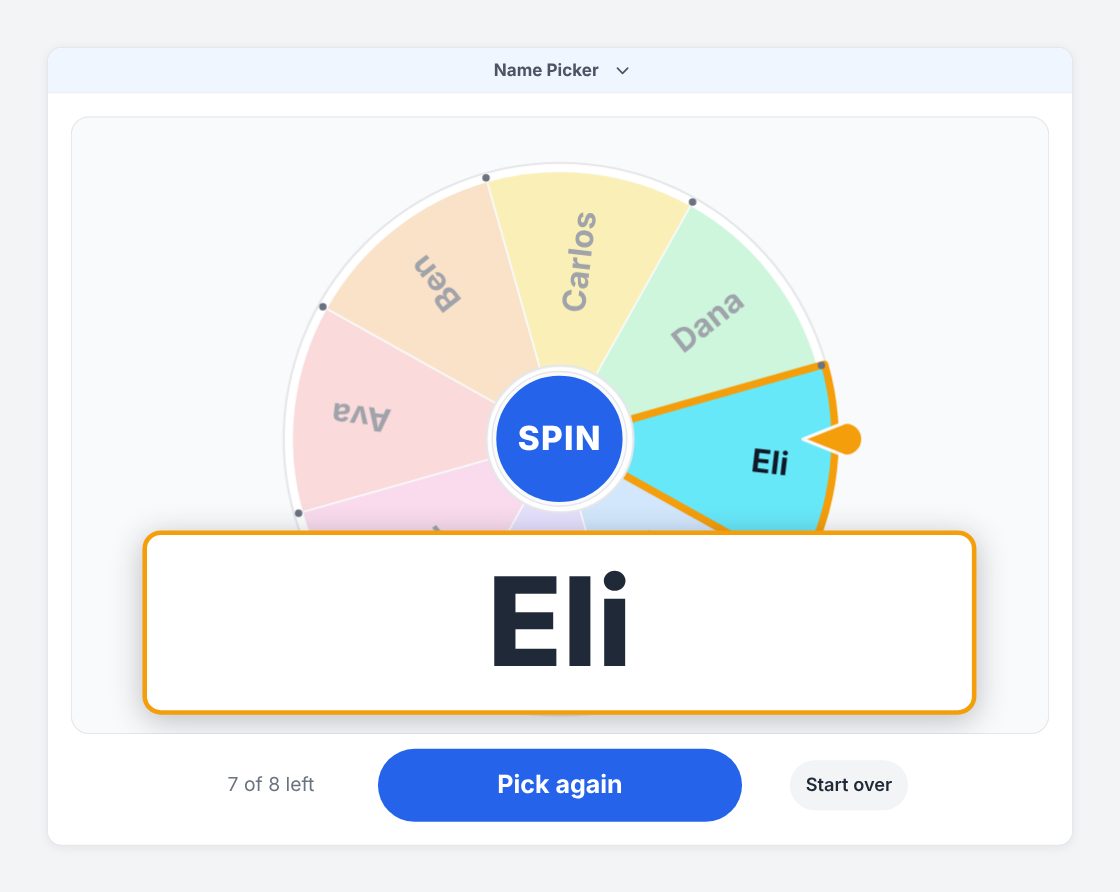 Name Picker
Carlos
Ben
Dana
Ava
SPIN
Eli
Eli
7 of 8 left
Pick again
Start over